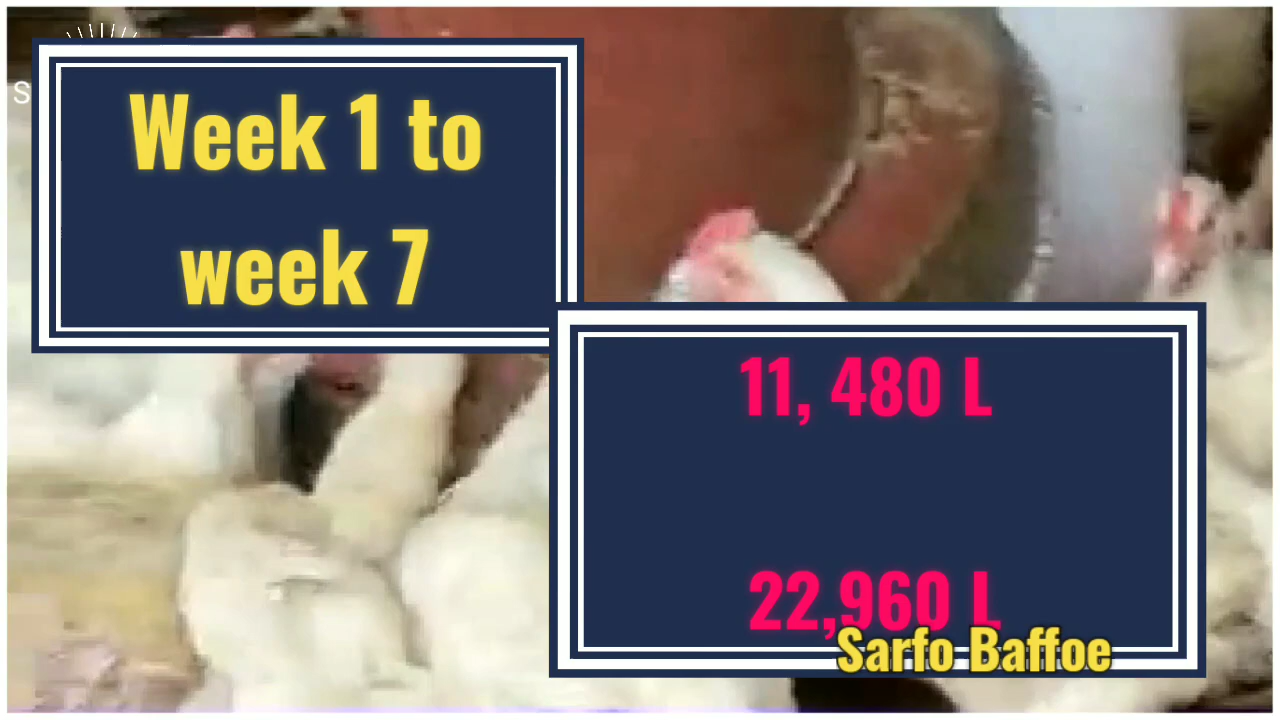 S
Week 1 to
week 7
11, 480 L
22,960 L
Sarfo Baffoe